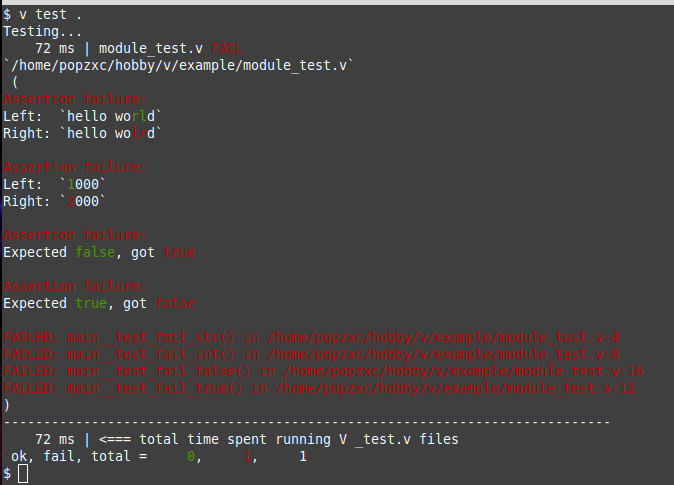 $ v test .
Testing...
72 ms | module_test.v FAIL
`/home/popzxc/hobby/v/example/module_test.v`
(
Assertion failure:
Left:  `hello world`
Right: `hello wolrd`
Assertion failure:
Left:  `1000`
Right: `2000`
Assertion failure:
Expected false, got true
Assertion failure:
Expected true, got false
FAILED: main__test_fail_str() in /home/popzxc/hobby/v/example/module_test.v:4
FAILED: main__test_fail_int() in /home/popzxc/hobby/v/example/module_test.v:8
FAILED: main__test_fail_false() in /home/popzxc/hobby/v/example/module_test.v:16
FAILED: main__test_fail_true() in /home/popzxc/hobby/v/example/module_test.v:12
)
----------------------------------------------------------------------------
72 ms | <=== total time spent running V _test.v files
ok, fail, total =     0,     1,     1
$